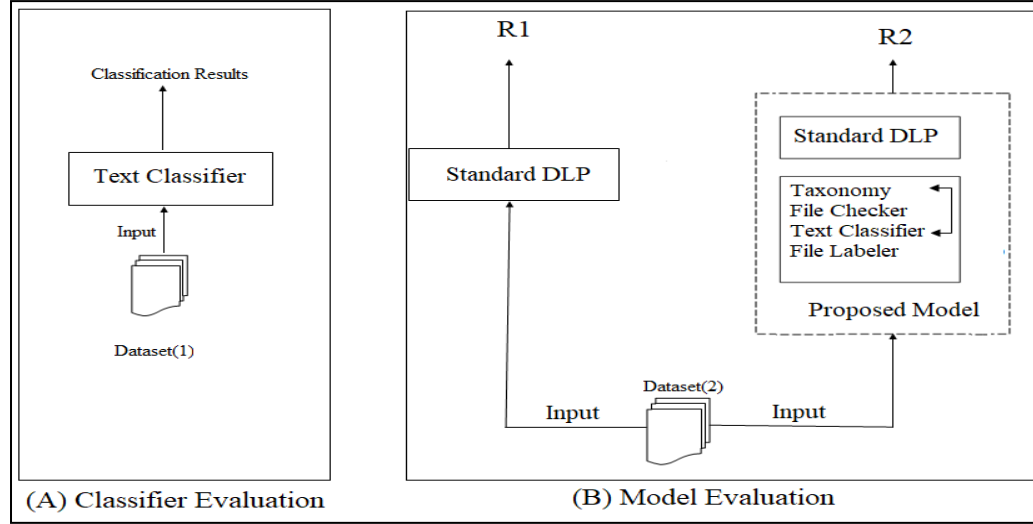 Classification Results
Text Classifier
Input
Dataset(1)
(A) Classifier Evaluation
R1
R2
Standard DLP
Standard DLP
Taxonomy
File Checker
Text Classifier
File Labeler
Proposed Model
Dataset(2)
Input
Input
(B) Model Evaluation